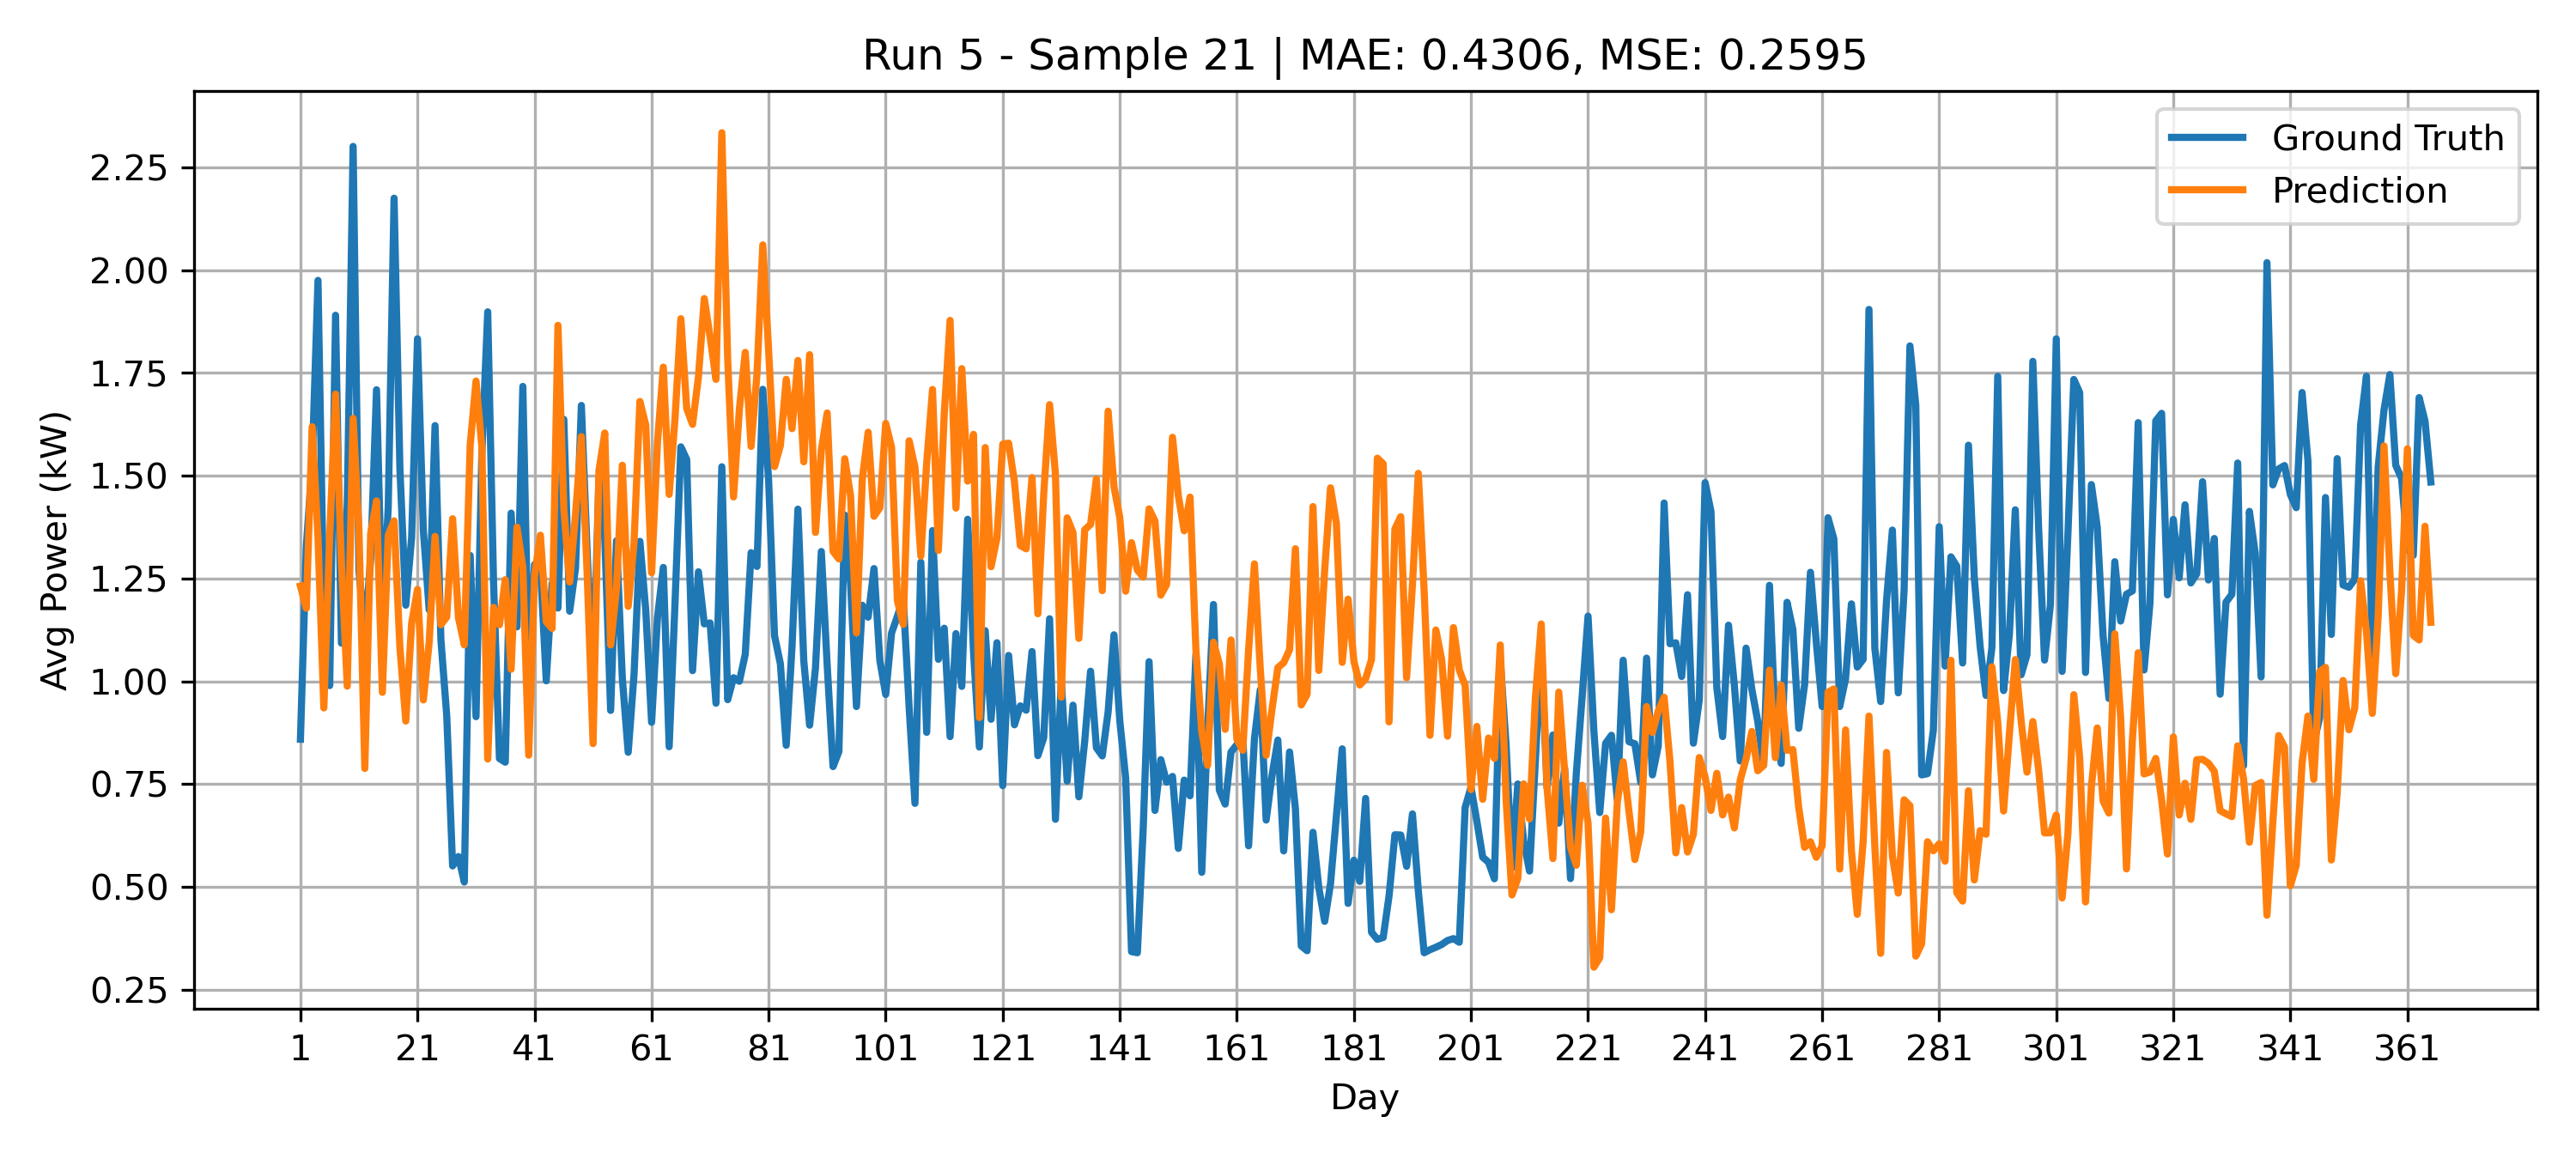 Run 5 - Sample 21 | MAE: 0.4306, MSE: 0.2595
Ground Truth
Prediction
Avg Power (kW)
2.25
2.00
1.75
1.50
1.25
1.00
0.75
0.50
0.25
1 21 41 61 81 101 121 141 161 181 201 221 241 261 281 301 321 341 361
Day